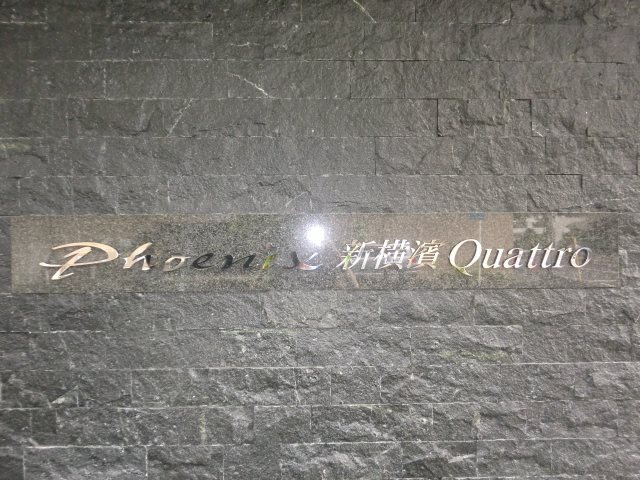 Phoenix 新横濱 Quattro